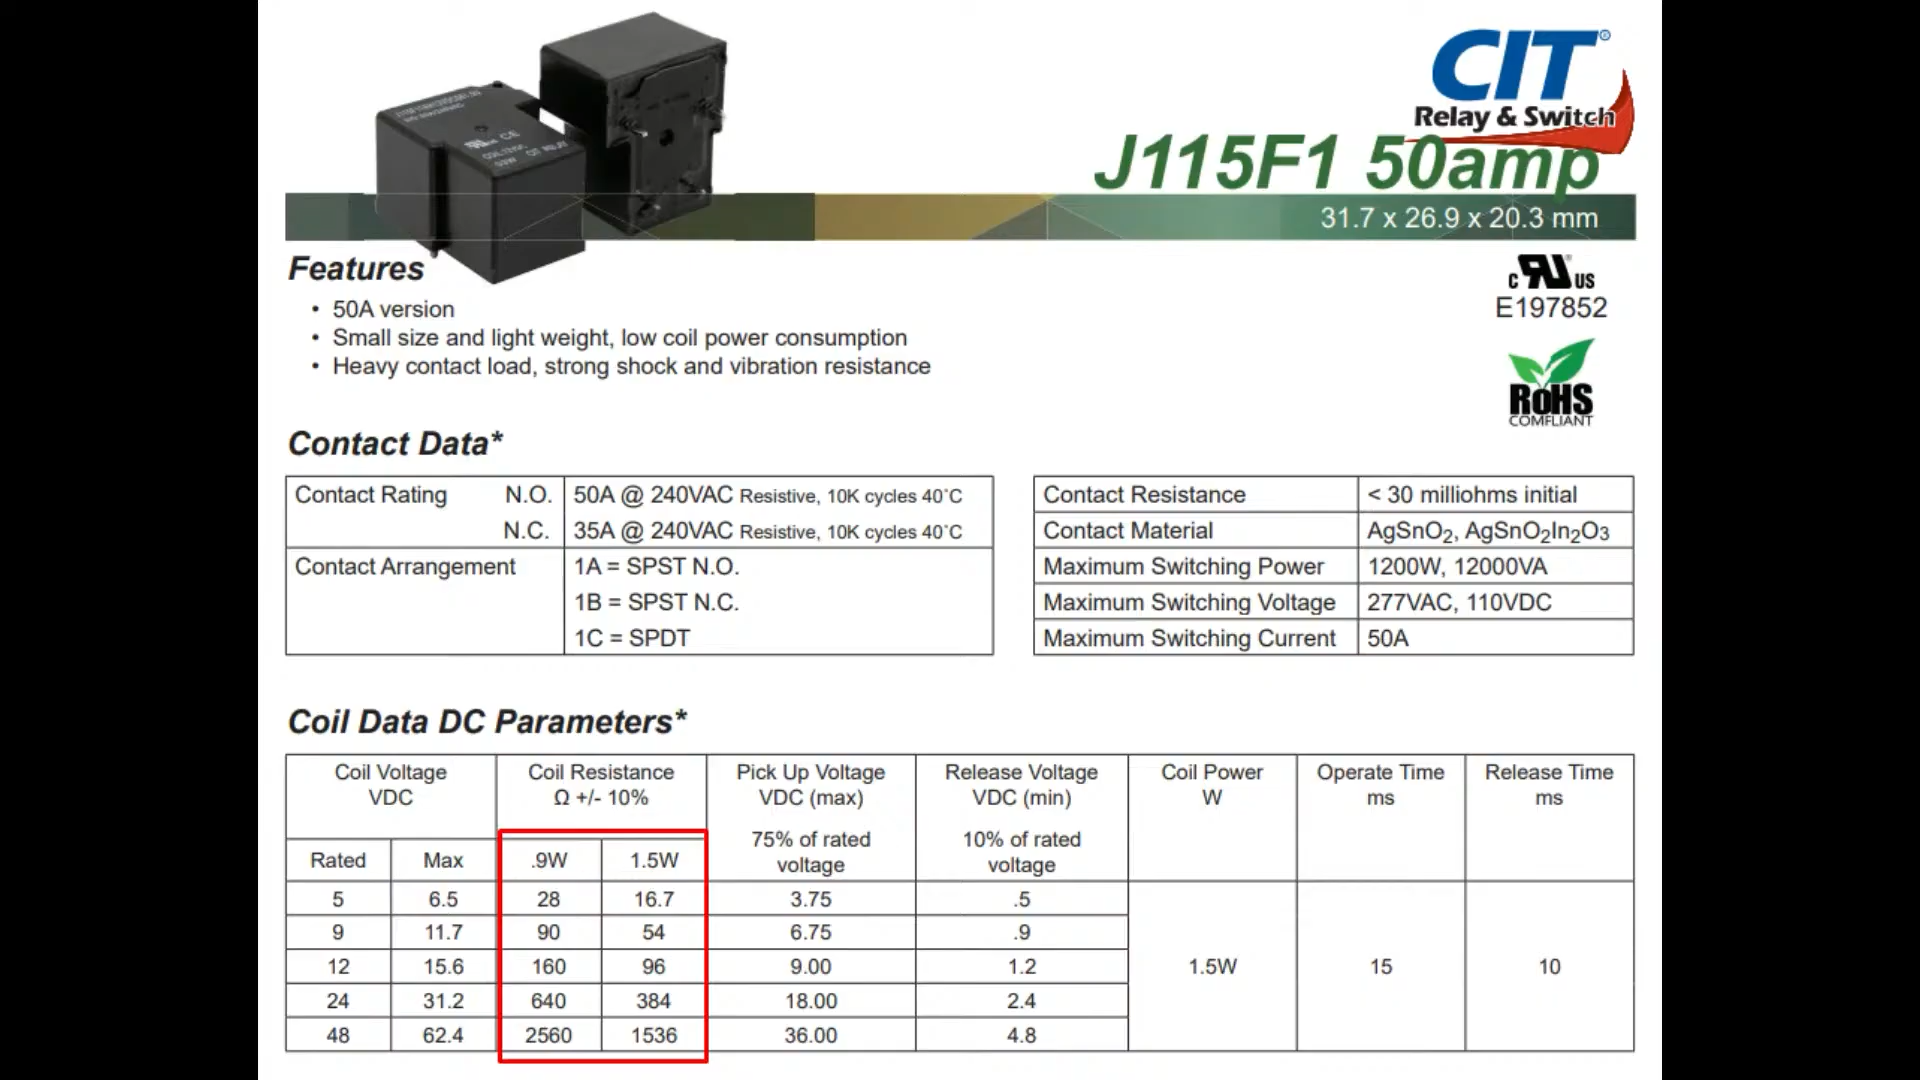 CIT®
Relay & Switch
J115F1 50amp
31.7 x 26.9 x 20.3 mm
Features
• 50A version
• Small size and light weight, low coil power consumption
• Heavy contact load, strong shock and vibration resistance
c RU US
E197852
RoHS
COMPLIANT
Contact Data*
Contact Rating N.O. 50A @ 240VAC Resistive, 10K cycles 40°C
N.C. 35A @ 240VAC Resistive, 10K cycles 40°C
Contact Arrangement 1A = SPST N.O.
1B = SPST N.C.
1C = SPDT
Contact Resistance < 30 milliohms initial
Contact Material AgSnO2, AgSnO2In2O3
Maximum Switching Power 1200W, 12000VA
Maximum Switching Voltage 277VAC, 110VDC
Maximum Switching Current 50A
Coil Data DC Parameters*
Coil Voltage Coil Resistance Pick Up Voltage Release Voltage Coil Power Operate Time Release Time
VDC Ω +/- 10% VDC (max) VDC (min) W ms ms
75% of rated 10% of rated
voltage voltage
Rated Max .9W 1.5W
5 6.5 28 16.7 3.75 .5
9 11.7 90 54 6.75 .9
12 15.6 160 96 9.00 1.2 1.5W 15 10
24 31.2 640 384 18.00 2.4
48 62.4 2560 1536 36.00 4.8